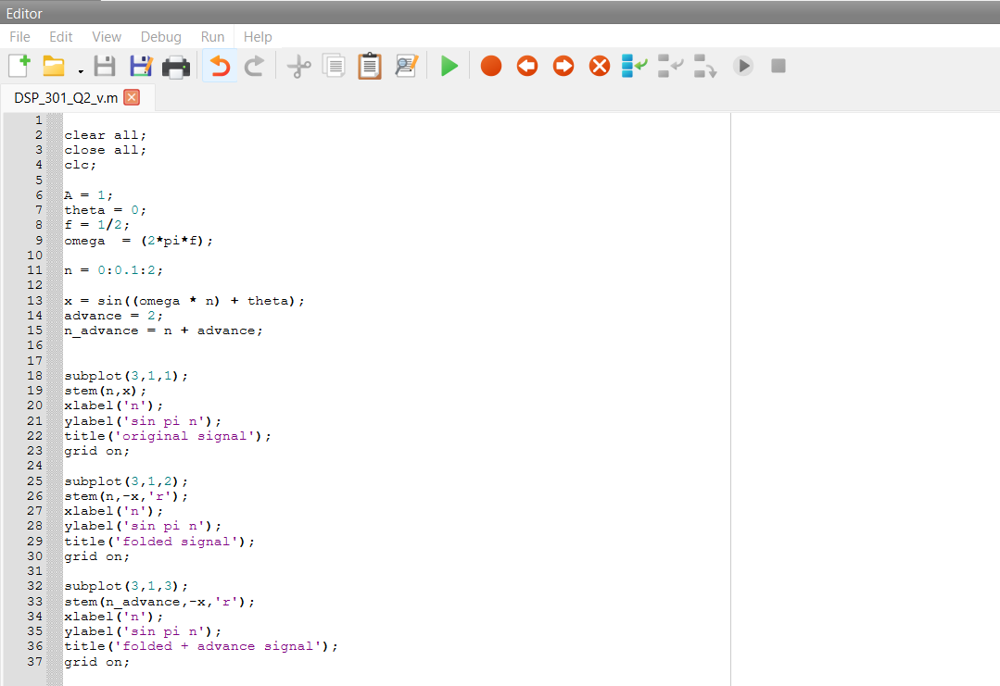 Editor
File Edit View Debug Run Help
DSP_301_Q2_v.m
1
2 clear all;
3 close all;
4 clc;
5
6 A = 1;
7 theta = 0;
8 f = 1/2;
9 omega  = (2*pi*f);
10
11 n = 0:0.1:2;
12
13 x = sin((omega * n) + theta);
14 advance = 2;
15 n_advance = n + advance;
16
17
18 subplot(3,1,1);
19 stem(n,x);
20 xlabel('n');
21 ylabel('sin pi n');
22 title('original signal');
23 grid on;
24
25 subplot(3,1,2);
26 stem(n,-x,'r');
27 xlabel('n');
28 ylabel('sin pi n');
29 title('folded signal');
30 grid on;
31
32 subplot(3,1,3);
33 stem(n_advance,-x,'r');
34 xlabel('n');
35 ylabel('sin pi n');
36 title('folded + advance signal');
37 grid on;